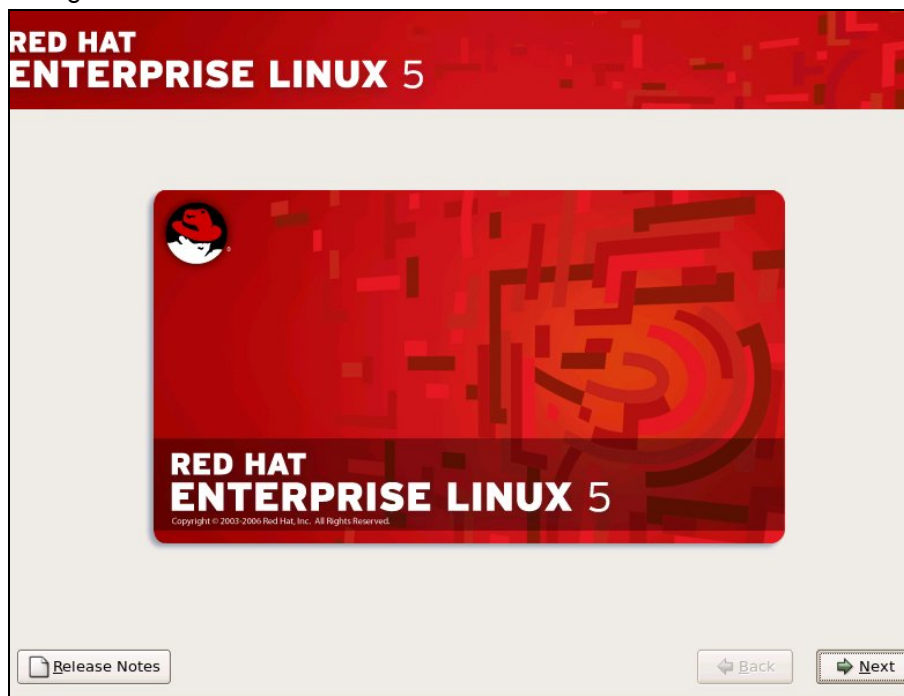 RED HAT
ENTERPRISE LINUX 5
RED HAT
ENTERPRISE LINUX 5
Copyright © 2003-2006 Red Hat, Inc. All Rights Reserved.
Release Notes
Back
Next